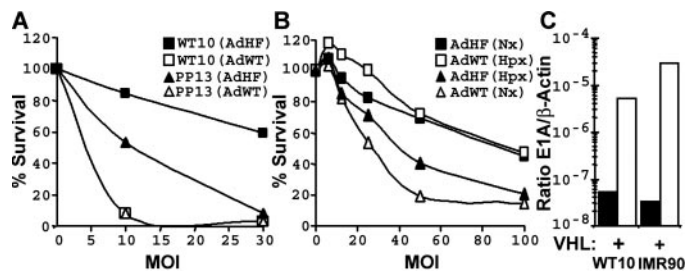 A
% Survival
120
100
80
60
40
20
0
0 5 10 15 20 25 30
MOI
WT10(AdHF)
WT10(AdWT)
PP13(AdHF)
PP13(AdWT)
B
% Survival
120
100
80
60
40
20
0
0 20 40 60 80 100
MOI
AdHF(Nx)
AdWT(Hpx)
AdHF(Hpx)
AdWT(Nx)
C
Ratio E1A/β-Actin
10-4
10-5
10-6
10-7
10-8
VHL: + +
WT10 IMR90